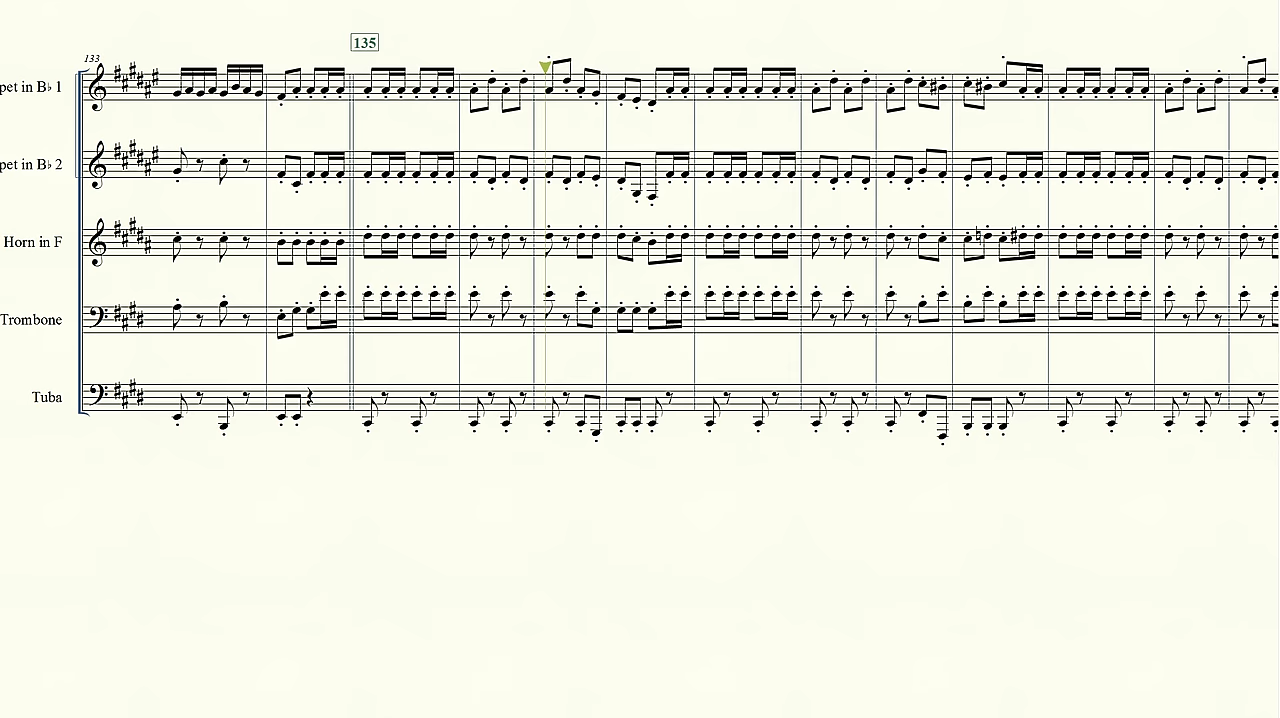 135
133
pet in B♭ 1
pet in B♭ 2
Horn in F
Trombone
Tuba